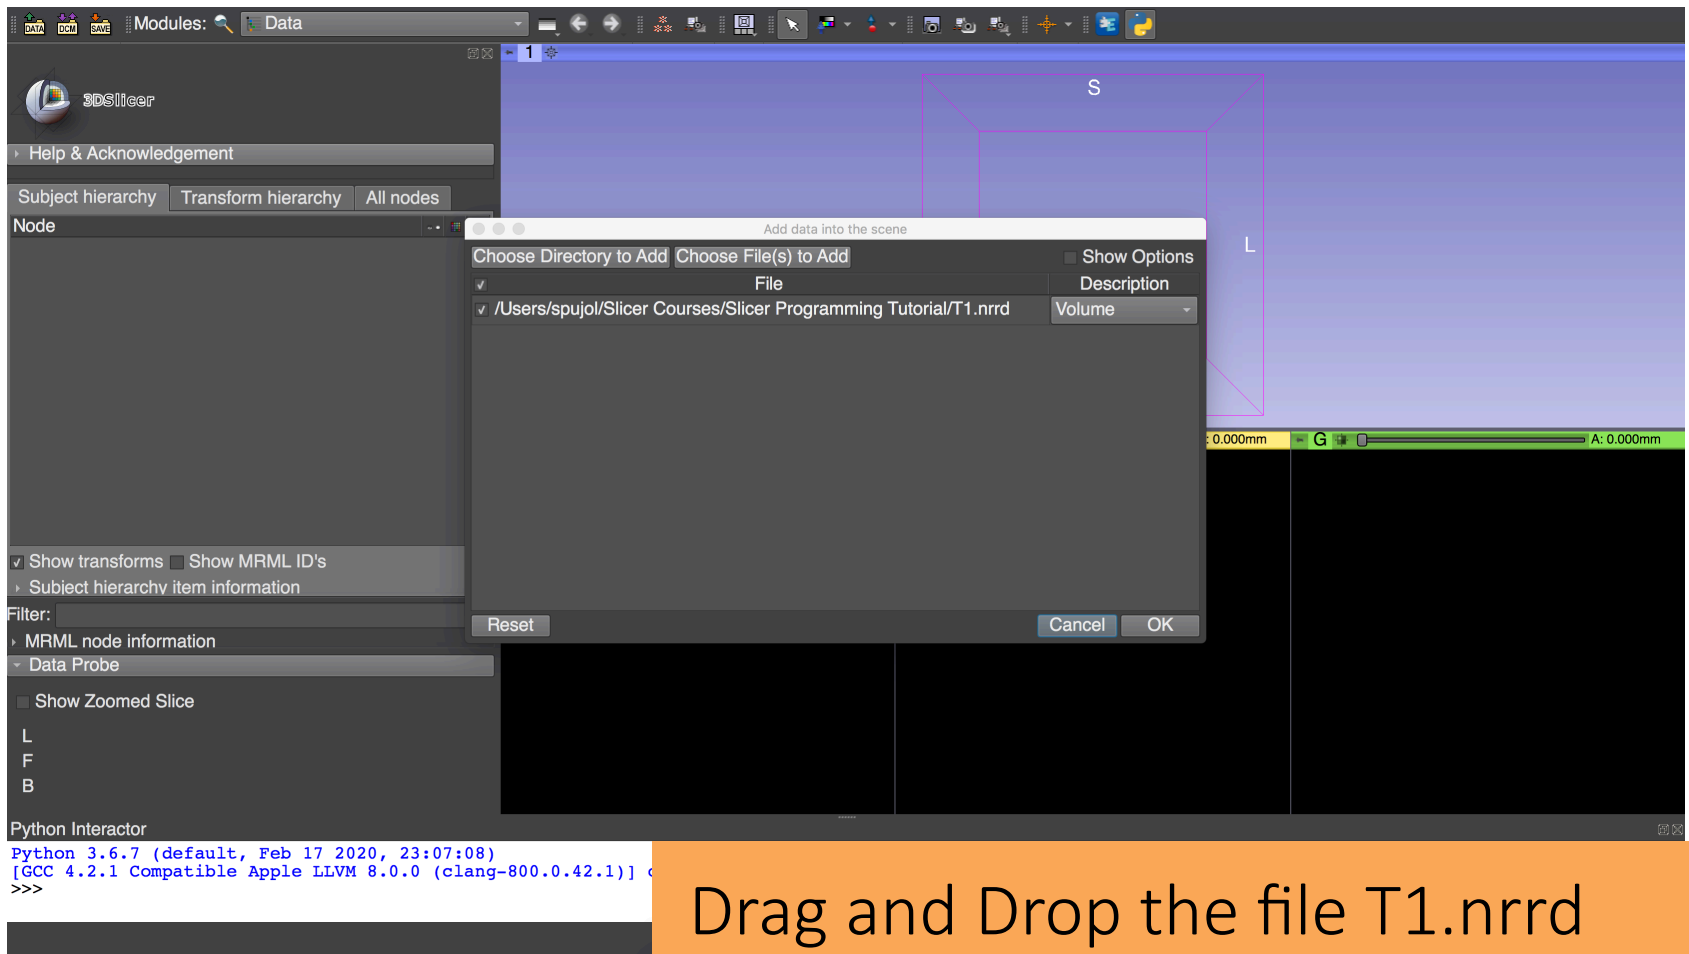 DATA DCM SAVE Modules: Data
1
3DSlicer
S
Help & Acknowledgement
Subject hierarchy Transform hierarchy All nodes
Node
L
Add data into the scene
Choose Directory to Add Choose File(s) to Add Show Options
File Description
/Users/spujol/Slicer Courses/Slicer Programming Tutorial/T1.nrrd Volume
: 0.000mm G A: 0.000mm
Show transforms Show MRML ID's
Subject hierarchy item information
Filter:
Reset Cancel OK
MRML node information
Data Probe
Show Zoomed Slice
L
F
B
Python Interactor
Python 3.6.7 (default, Feb 17 2020, 23:07:08)
[GCC 4.2.1 Compatible Apple LLVM 8.0.0 (clang-800.0.42.1)]
>>>
Drag and Drop the file T1.nrrd